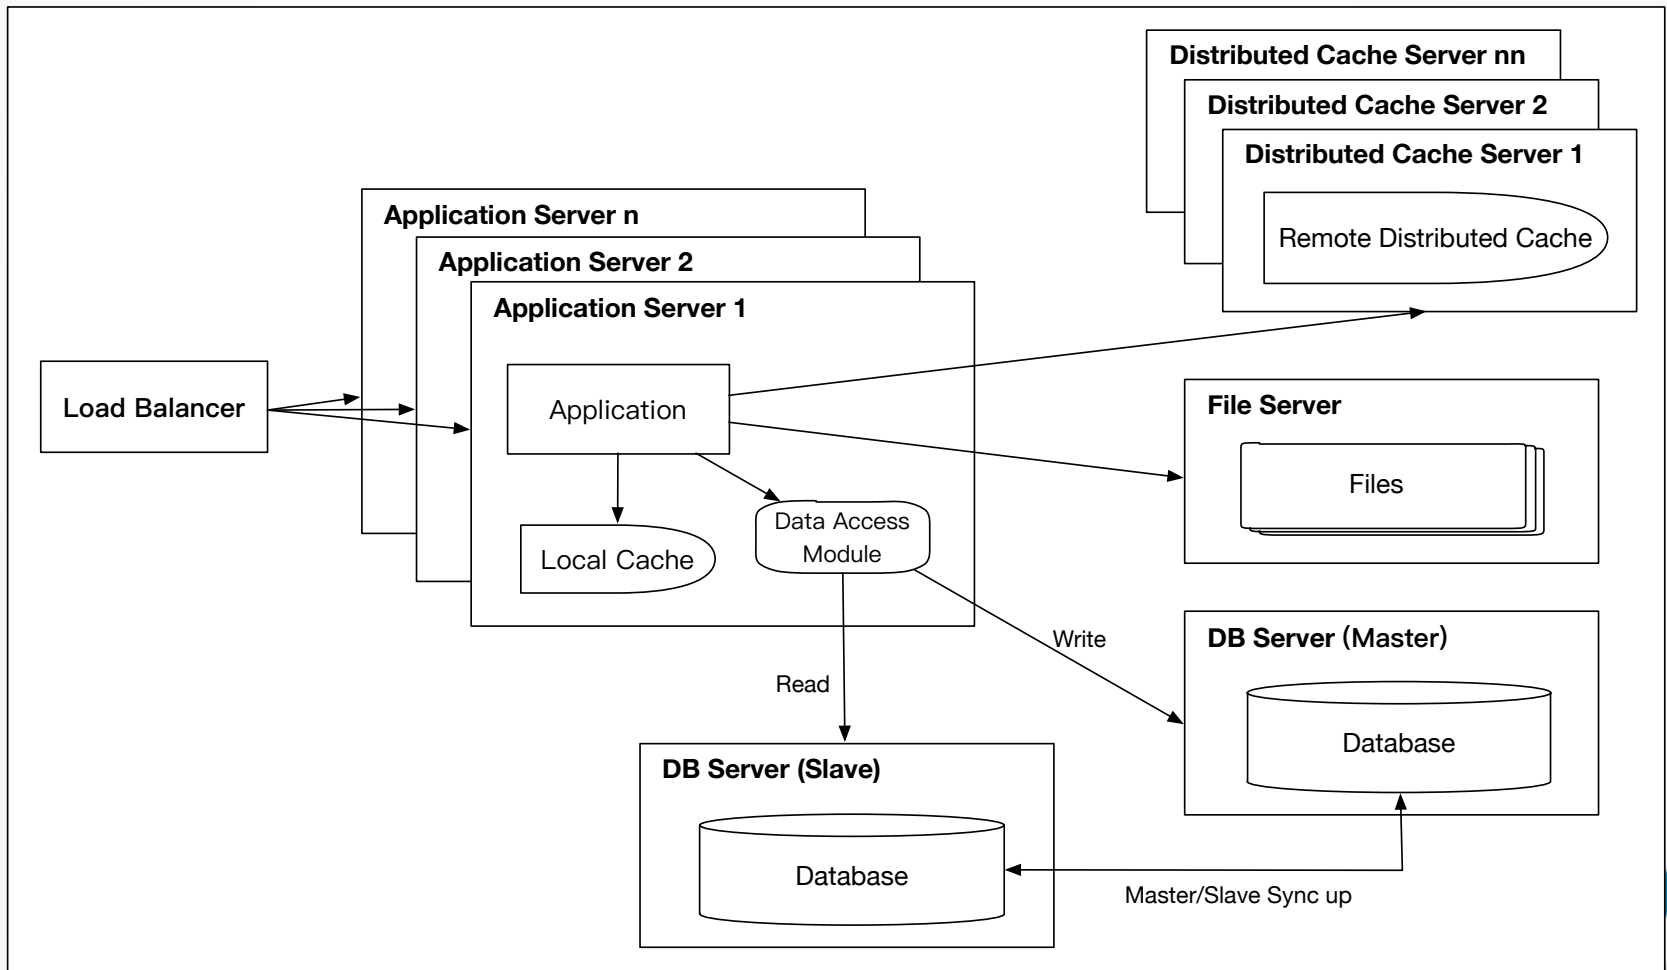 Distributed Cache Server nn
Distributed Cache Server 2
Distributed Cache Server 1
Remote Distributed Cache
Application Server n
Application Server 2
Application Server 1
Load Balancer
Application
Local Cache
Data Access
Module
File Server
Files
Write
Read
DB Server (Master)
Database
DB Server (Slave)
Database
Master/Slave Sync up